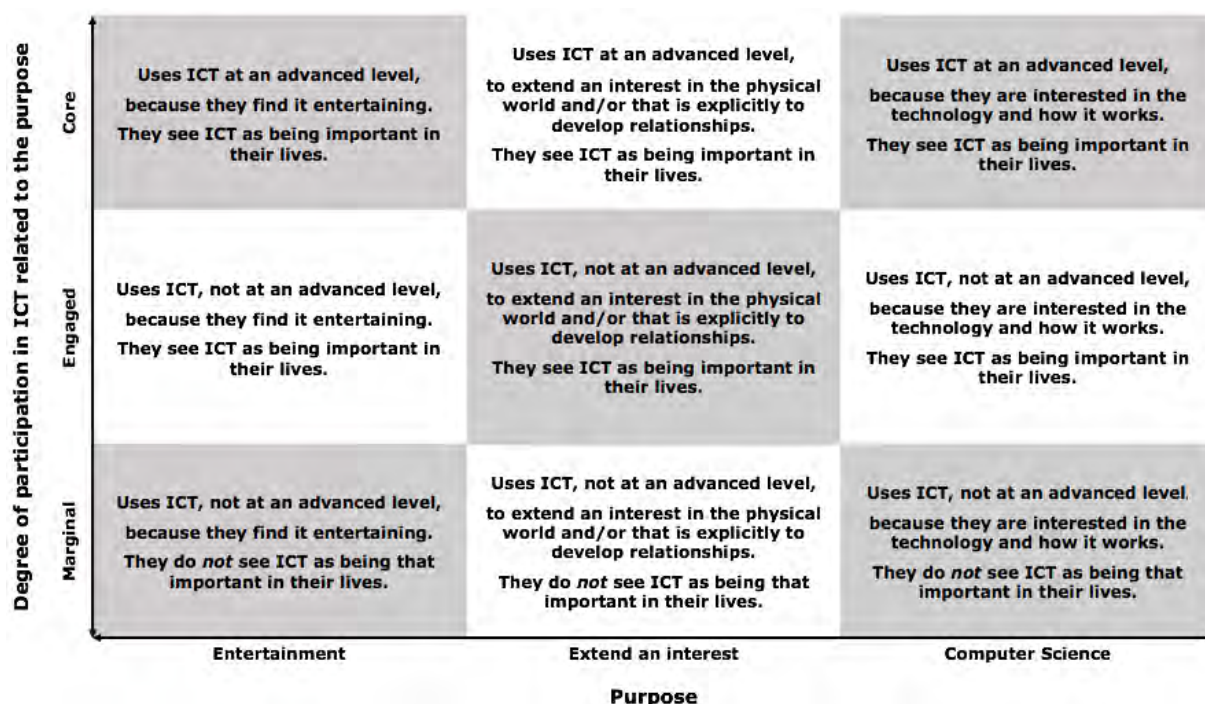 Degree of participation in ICT related to the purpose
Core
Uses ICT at an advanced level,
because they find it entertaining.
They see ICT as being important in
their lives.
Uses ICT at an advanced level,
to extend an interest in the physical
world and/or that is explicitly to
develop relationships.
They see ICT as being important in
their lives.
Uses ICT at an advanced level,
because they are interested in the
technology and how it works.
They see ICT as being important in
their lives.
Engaged
Uses ICT, not at an advanced level,
because they find it entertaining.
They see ICT as being important in
their lives.
Uses ICT, not at an advanced level,
to extend an interest in the physical
world and/or that is explicitly to
develop relationships.
They see ICT as being important in
their lives.
Uses ICT, not at an advanced level,
because they are interested in the
technology and how it works.
They see ICT as being important in
their lives.
Marginal
Uses ICT, not at an advanced level,
because they find it entertaining.
They do not see ICT as being that
important in their lives.
Uses ICT, not at an advanced level,
to extend an interest in the physical
world and/or that is explicitly to
develop relationships.
They do not see ICT as being that
important in their lives.
Uses ICT, not at an advanced level,
because they are interested in the
technology and how it works.
They do not see ICT as being that
important in their lives.
Entertainment
Extend an interest
Computer Science
Purpose